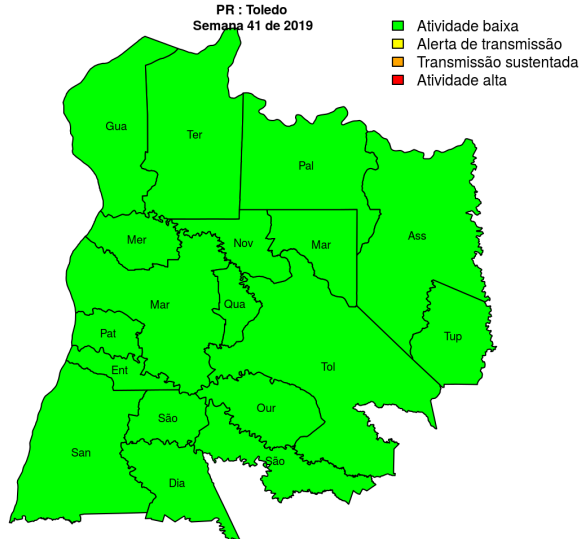 PR : Toledo
Semana 41 de 2019
Atividade baixa
Alerta de transmissão
Transmissão sustentada
Atividade alta
Gua
Ter
Pal
Mer
Nov
Mar
Ass
Mar
Qua
Pat
Tup
Ent
Tol
São
Our
San
São
Dia